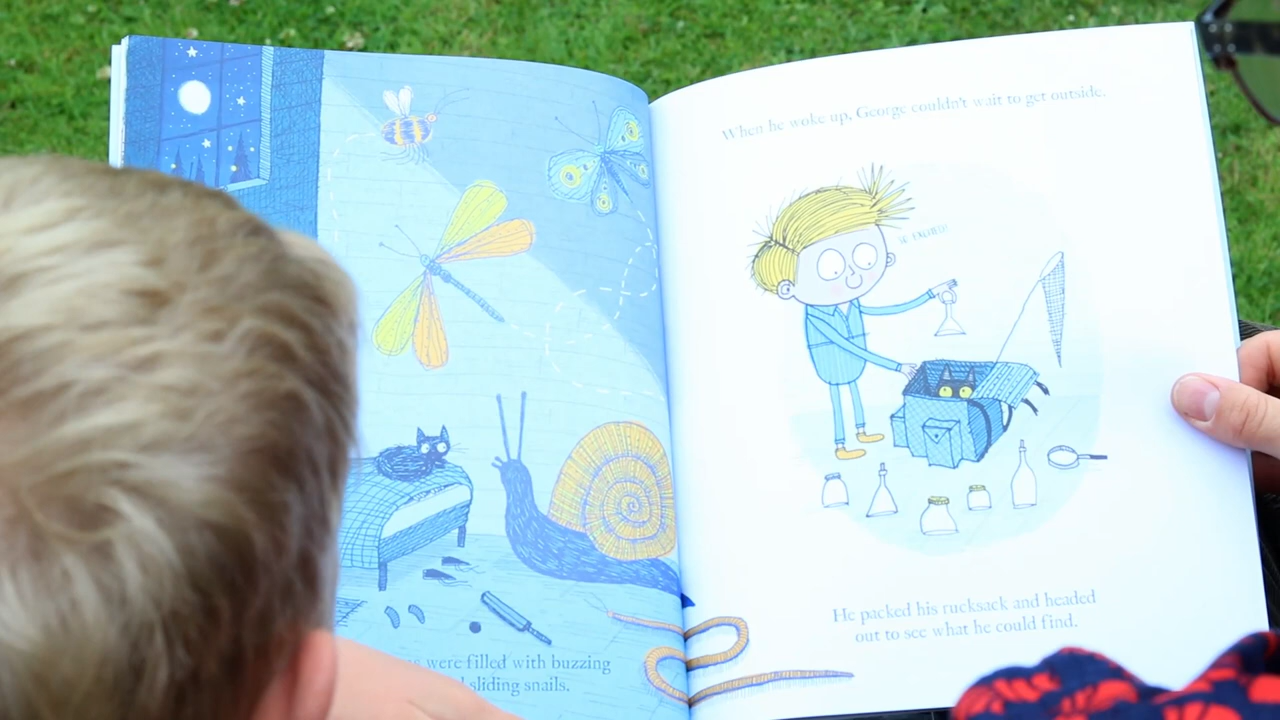 were filled with buzzing
sliding snails.
When he woke up, George couldn't wait to get outside.
He packed his rucksack and headed
out to see what he could find.